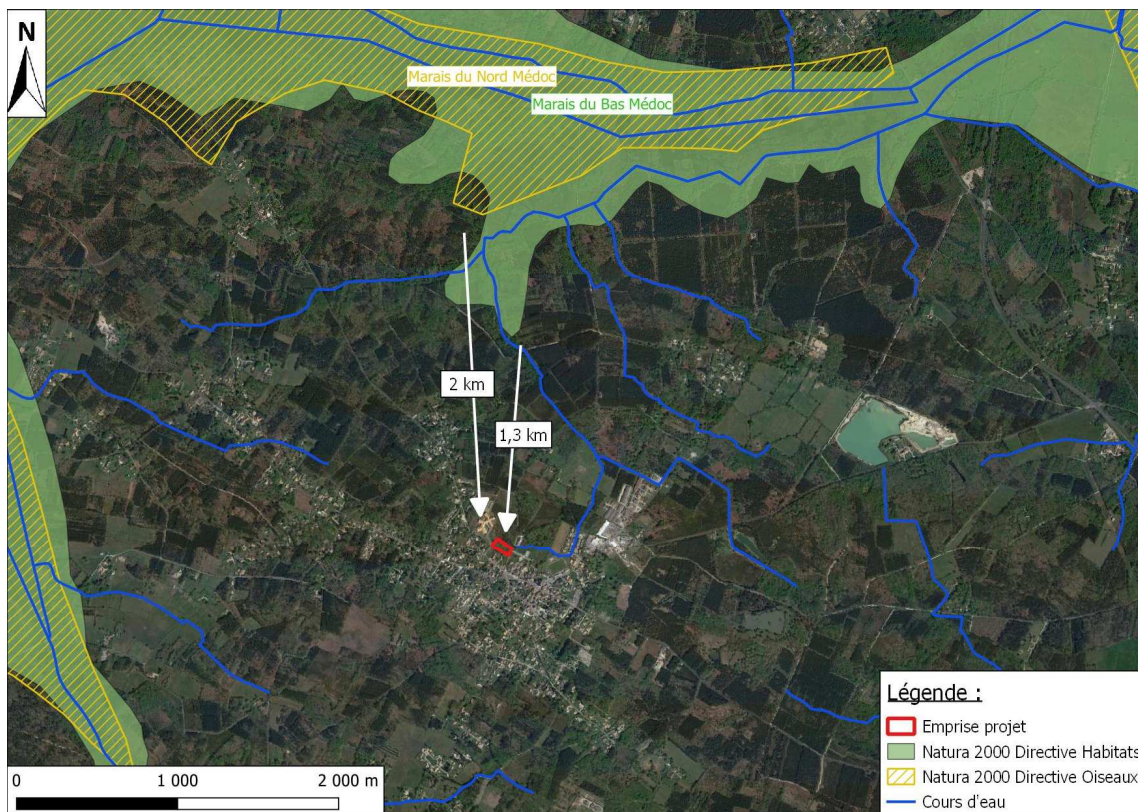 N
Marais du Nord Médoc
Marais du Bas Médoc
2 km
1,3 km
Légende :
Emprise projet
Natura 2000 Directive Habitats
Natura 2000 Directive Oiseaux
Cours d'eau
0 1 000 2 000 m